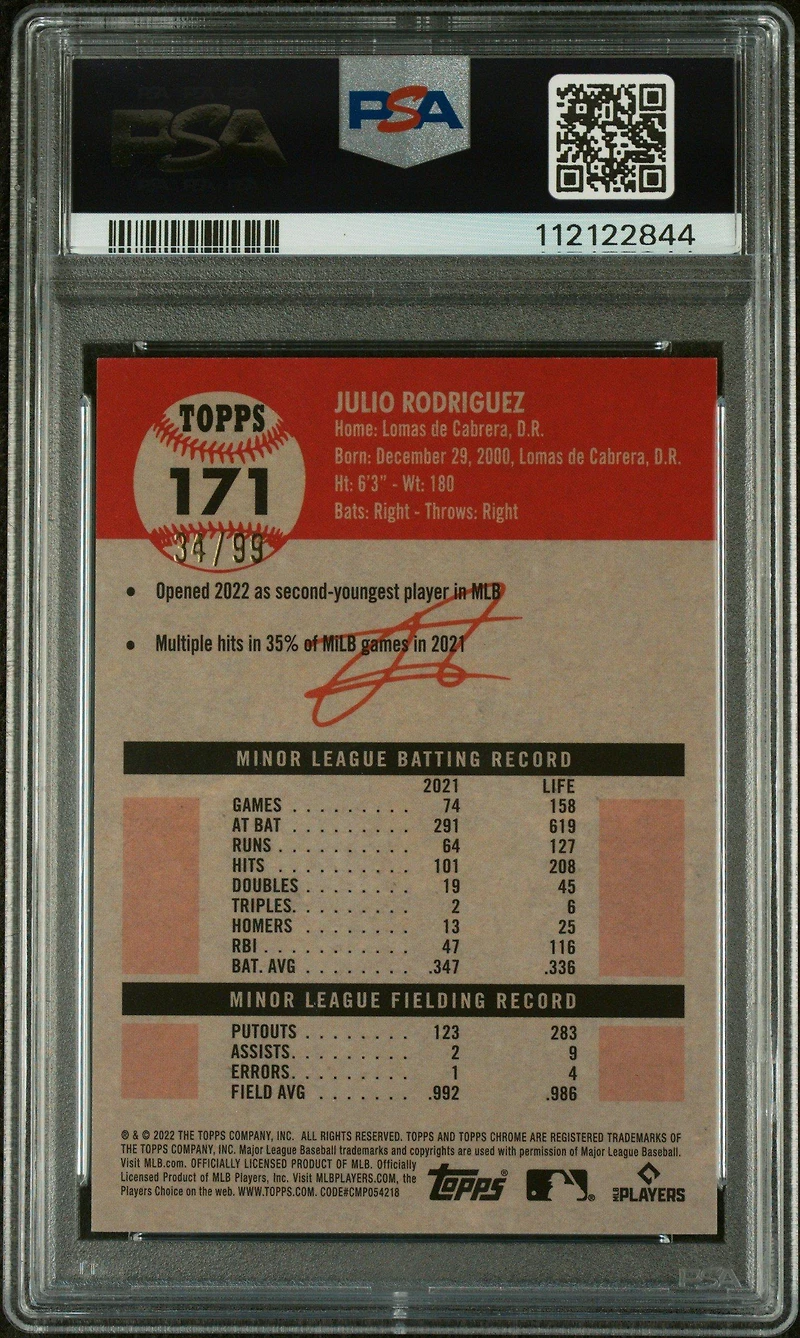 PSA
PSA
112122844
TOPPS
171
34/99
JULIO RODRIGUEZ
Home: Lomas de Cabrera, D.R.
Born: December 29, 2000, Lomas de Cabrera, D.R.
Ht: 6'3" - Wt: 180
Bats: Right - Throws: Right
• Opened 2022 as second-youngest player in MLB
• Multiple hits in 35% of MiLB games in 2021
MINOR LEAGUE BATTING RECORD
2021 LIFE
GAMES . . . . . . . . . 74 158
AT BAT . . . . . . . . . 291 619
RUNS . . . . . . . . . . 64 127
HITS . . . . . . . . . . 101 208
DOUBLES . . . . . . . . 19 45
TRIPLES. . . . . . . . . 2 6
HOMERS . . . . . . . . 13 25
RBI . . . . . . . . . . . 47 116
BAT. AVG . . . . . . . . .347 .336
MINOR LEAGUE FIELDING RECORD
PUTOUTS . . . . . . . . 123 283
ASSISTS. . . . . . . . . 2 9
ERRORS. . . . . . . . . 1 4
FIELD AVG . . . . . . . .992 .986
® & © 2022 THE TOPPS COMPANY, INC. ALL RIGHTS RESERVED. TOPPS AND TOPPS CHROME ARE REGISTERED TRADEMARKS OF
THE TOPPS COMPANY, INC. Major League Baseball trademarks and copyrights are used with permission of Major League Baseball.
Visit MLB.com. OFFICIALLY LICENSED PRODUCT OF MLB. Officially
Licensed Product of MLB Players, Inc. Visit MLBPLAYERS.COM, the
Players Choice on the web. WWW.TOPPS.COM. CODE#CMP054218
Topps®
MLB PLAYERS
PSA